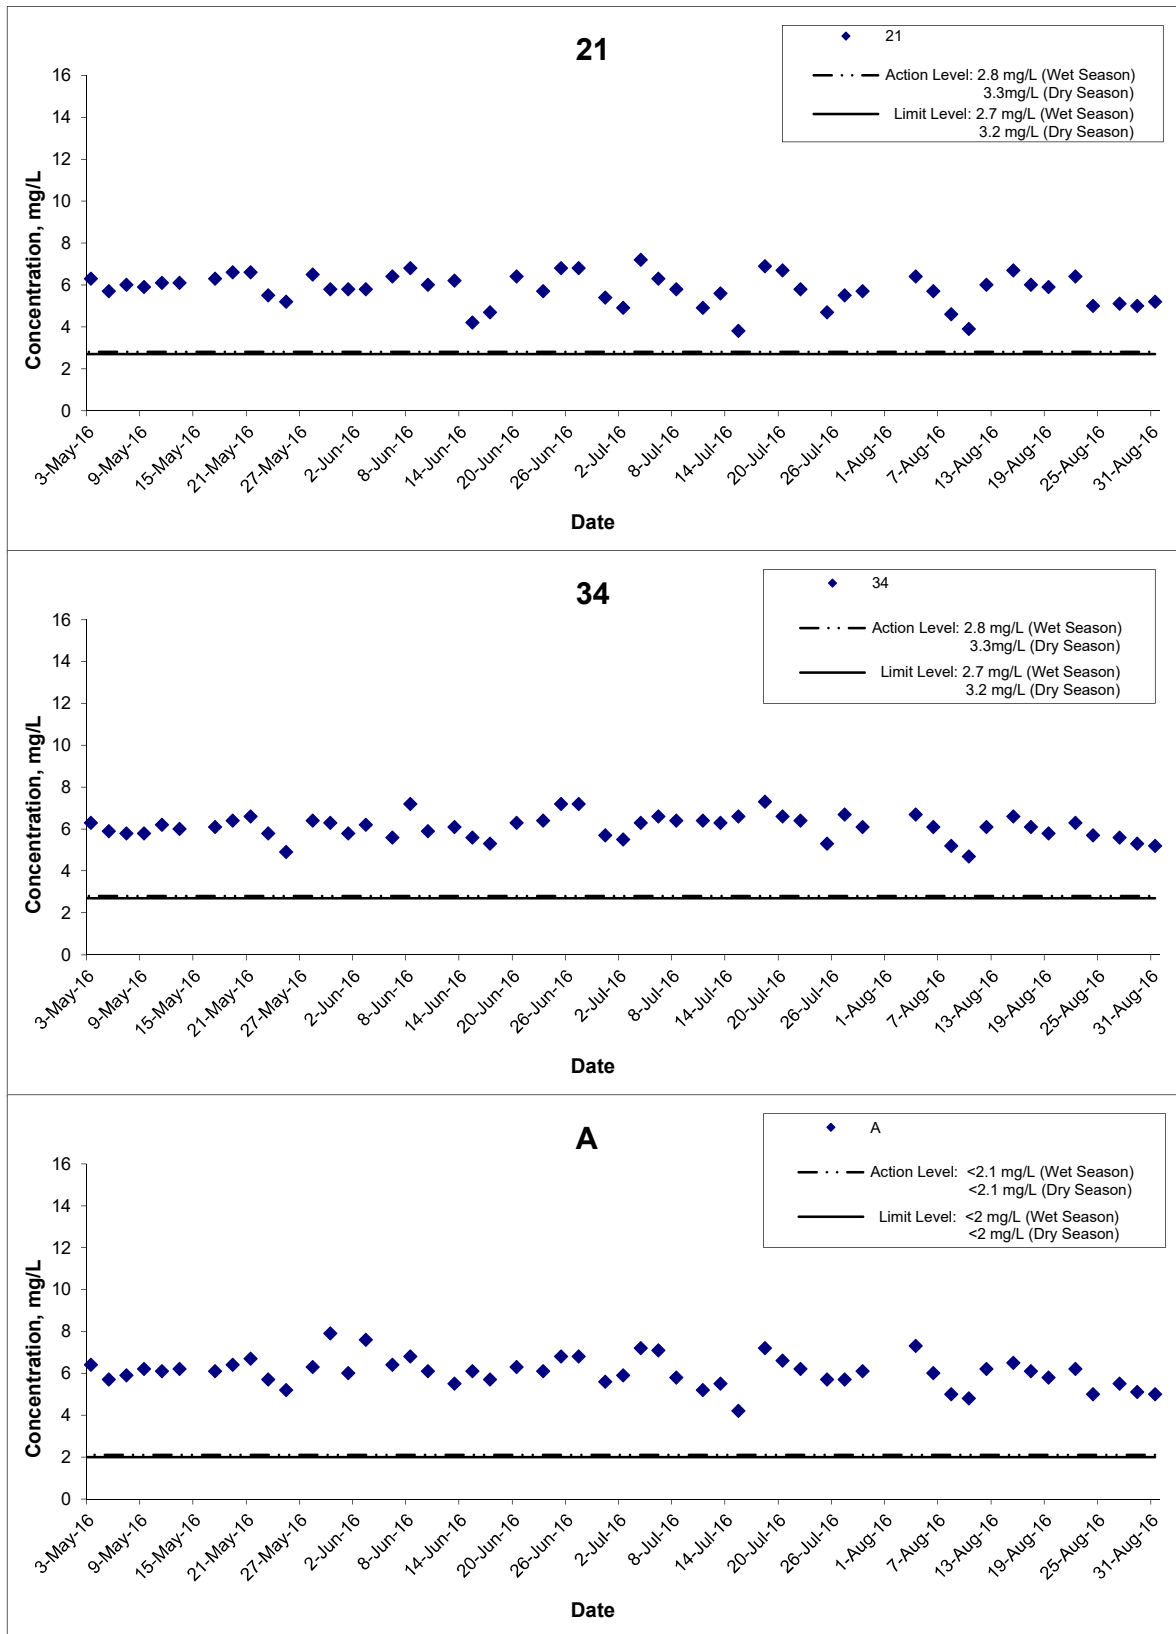 21
21
Action Level: 2.8 mg/L (Wet Season)
3.3mg/L (Dry Season)
Limit Level: 2.7 mg/L (Wet Season)
3.2 mg/L (Dry Season)
Concentration, mg/L
16
14
12
10
8
6
4
2
0
3-May-16
9-May-16
15-May-16
21-May-16
27-May-16
2-Jun-16
8-Jun-16
14-Jun-16
20-Jun-16
26-Jun-16
2-Jul-16
8-Jul-16
14-Jul-16
20-Jul-16
26-Jul-16
1-Aug-16
7-Aug-16
13-Aug-16
19-Aug-16
25-Aug-16
31-Aug-16
Date
34
34
Action Level: 2.8 mg/L (Wet Season)
3.3mg/L (Dry Season)
Limit Level: 2.7 mg/L (Wet Season)
3.2 mg/L (Dry Season)
Concentration, mg/L
16
14
12
10
8
6
4
2
0
3-May-16
9-May-16
15-May-16
21-May-16
27-May-16
2-Jun-16
8-Jun-16
14-Jun-16
20-Jun-16
26-Jun-16
2-Jul-16
8-Jul-16
14-Jul-16
20-Jul-16
26-Jul-16
1-Aug-16
7-Aug-16
13-Aug-16
19-Aug-16
25-Aug-16
31-Aug-16
Date
A
A
Action Level: <2.1 mg/L (Wet Season)
<2.1 mg/L (Dry Season)
Limit Level: <2 mg/L (Wet Season)
<2 mg/L (Dry Season)
Concentration, mg/L
16
14
12
10
8
6
4
2
0
3-May-16
9-May-16
15-May-16
21-May-16
27-May-16
2-Jun-16
8-Jun-16
14-Jun-16
20-Jun-16
26-Jun-16
2-Jul-16
8-Jul-16
14-Jul-16
20-Jul-16
26-Jul-16
1-Aug-16
7-Aug-16
13-Aug-16
19-Aug-16
25-Aug-16
31-Aug-16
Date